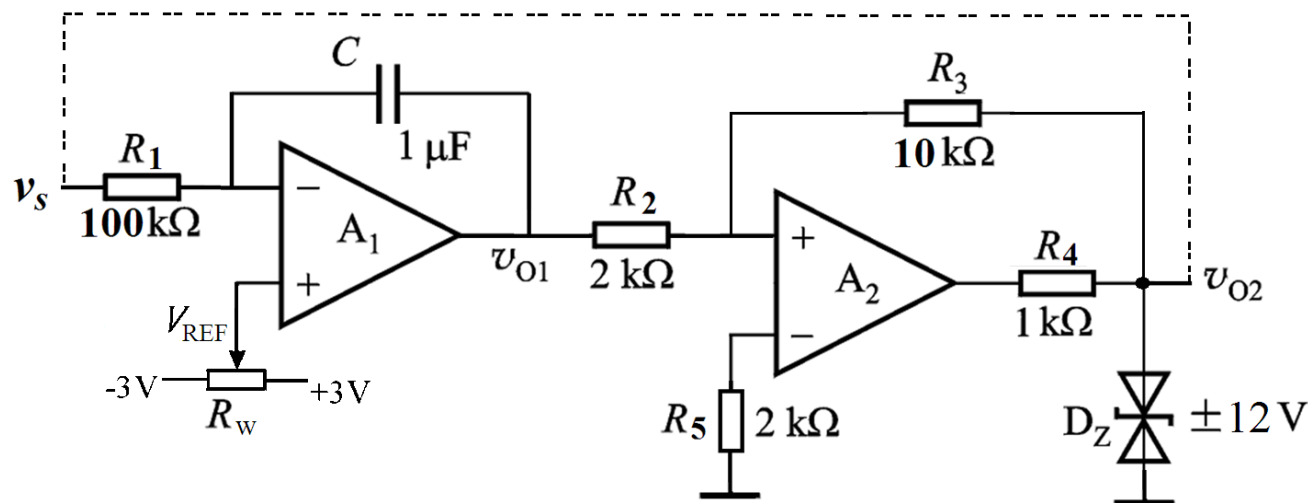 C
1 μF
R3
10 kΩ
vs
R1
100 kΩ
−
A1
+
vO1
R2
2 kΩ
+
A2
−
R4
1 kΩ
vO2
VREF
-3 V
+3 V
RW
R5
2 kΩ
DZ
±12 V